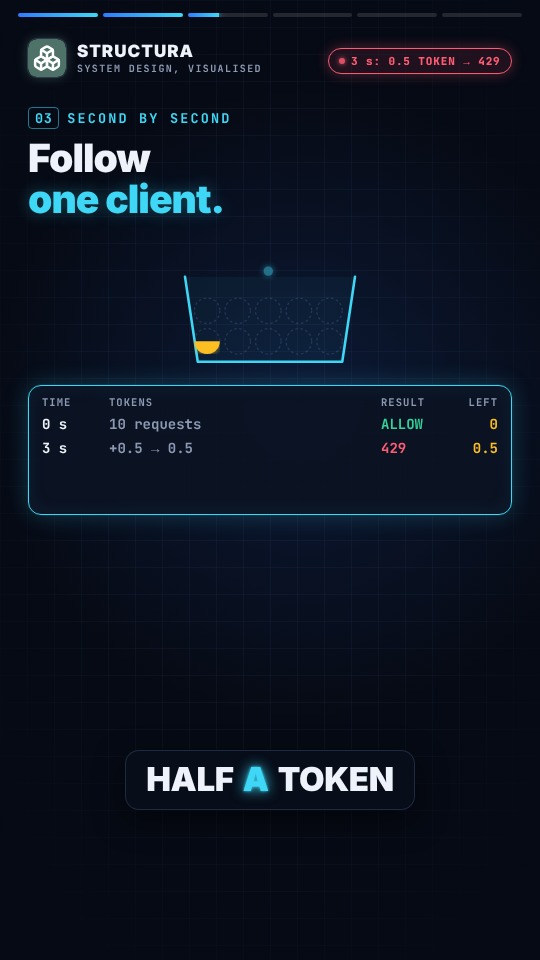 STRUCTURA
SYSTEM DESIGN, VISUALISED
3 s: 0.5 TOKEN → 429
03 SECOND BY SECOND
Follow
one client.
TIME TOKENS RESULT LEFT
0 s 10 requests ALLOW 0
3 s +0.5 → 0.5 429 0.5
HALF A TOKEN